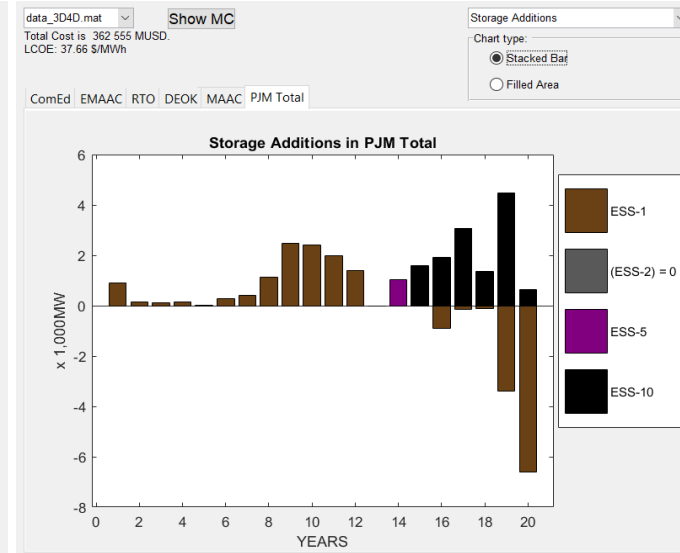 data_3D4D.mat
Show MC
Total Cost is 362 555 MUSD.
LCOE: 37.66 $/MWh
Storage Additions
Chart type:
Stacked Bar
Filled Area
ComEd EMAAC RTO DEOK MAAC PJM Total
Storage Additions in PJM Total
6
4
2
0
-2
-4
-6
-8
x 1,000MW
0 2 4 6 8 10 12 14 16 18 20
YEARS
ESS-1
(ESS-2) = 0
ESS-5
ESS-10